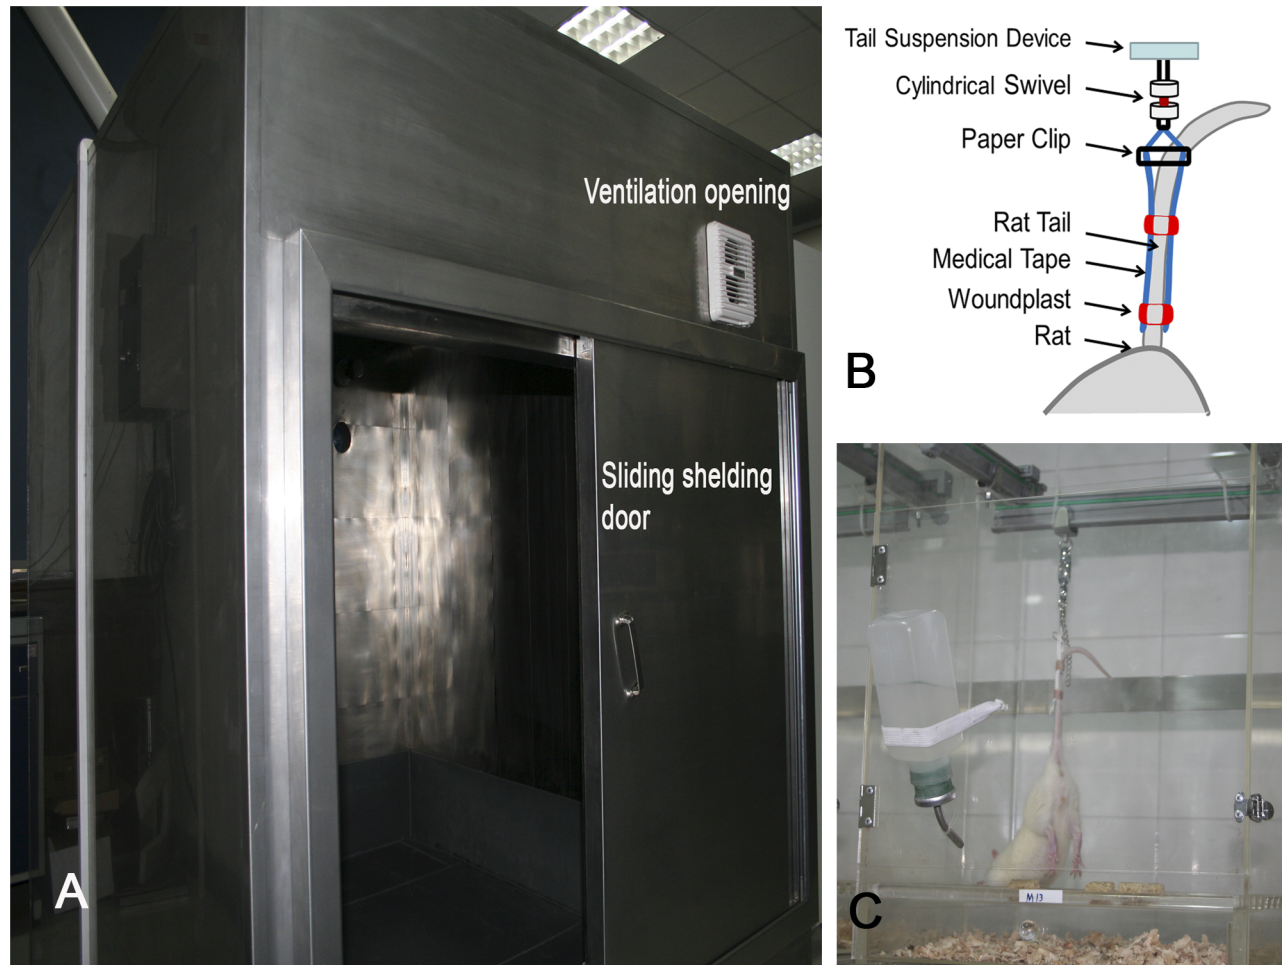 Ventilation opening
Sliding shelding
door
A
Tail Suspension Device
Cylindrical Swivel
Paper Clip
Rat Tail
Medical Tape
Woundplast
Rat
B
M13
C